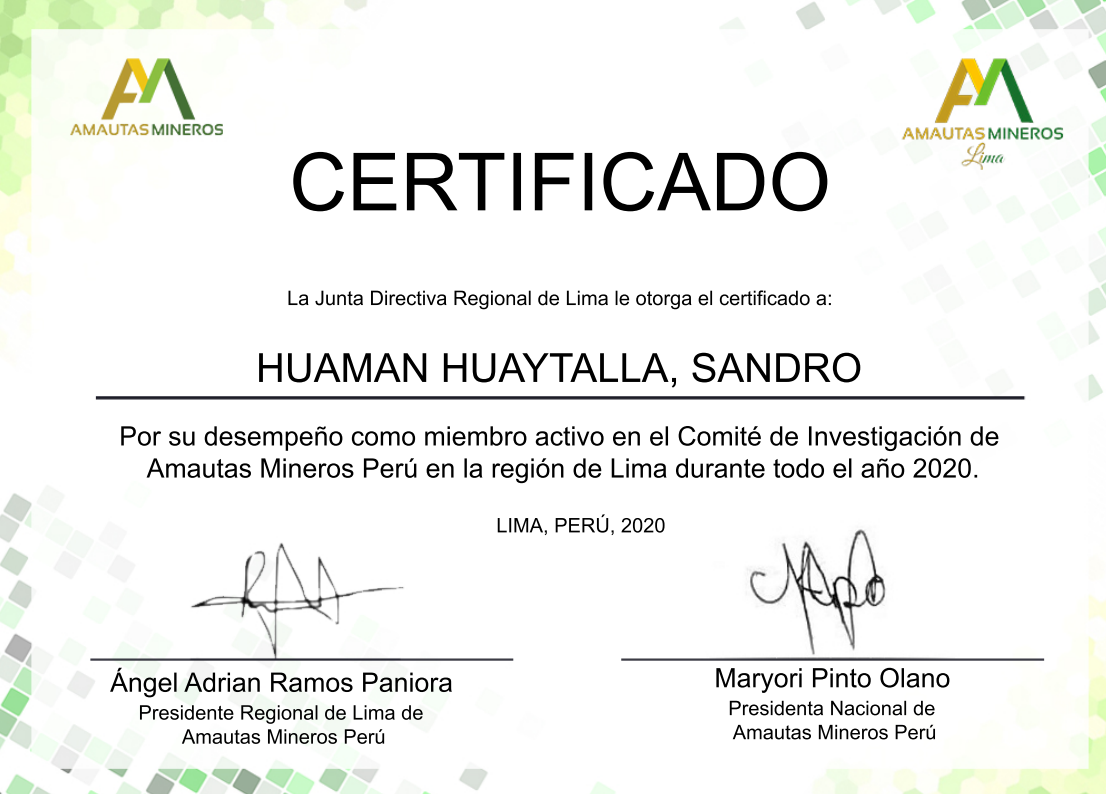 AMAUTAS MINEROS
AMAUTAS MINEROS
Lima
CERTIFICADO
La Junta Directiva Regional de Lima le otorga el certificado a:
HUAMAN HUAYTALLA, SANDRO
Por su desempeño como miembro activo en el Comité de Investigación de
Amautas Mineros Perú en la región de Lima durante todo el año 2020.
LIMA, PERÚ, 2020
Ángel Adrian Ramos Paniora
Presidente Regional de Lima de
Amautas Mineros Perú
Maryori Pinto Olano
Presidenta Nacional de
Amautas Mineros Perú